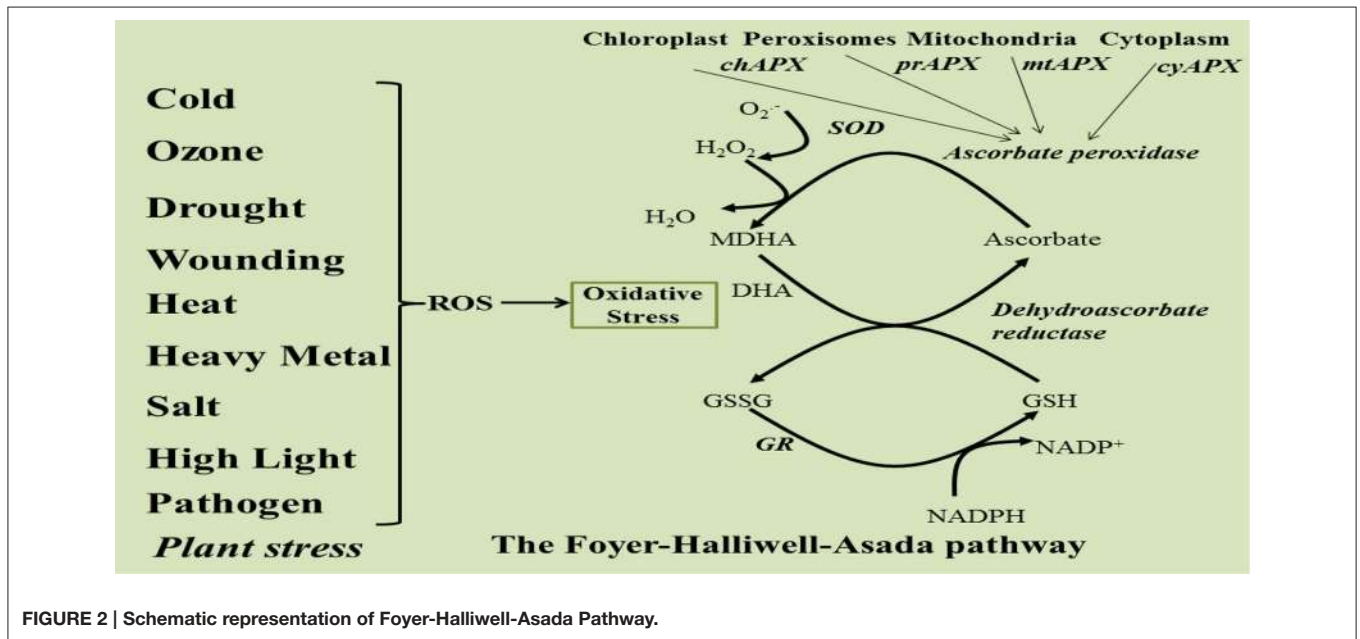 Chloroplast Peroxisomes Mitochondria Cytoplasm
chAPX prAPX mtAPX cyAPX
Cold
Ozone
Drought
Wounding
Heat
Heavy Metal
Salt
High Light
Pathogen
Plant stress
ROS
Oxidative
Stress
O₂·-
SOD
H₂O₂
Ascorbate peroxidase
H₂O
MDHA
Ascorbate
DHA
Dehydroascorbate
reductase
GSSG
GSH
GR
NADP⁺
NADPH
The Foyer-Halliwell-Asada pathway
FIGURE 2 | Schematic representation of Foyer-Halliwell-Asada Pathway.